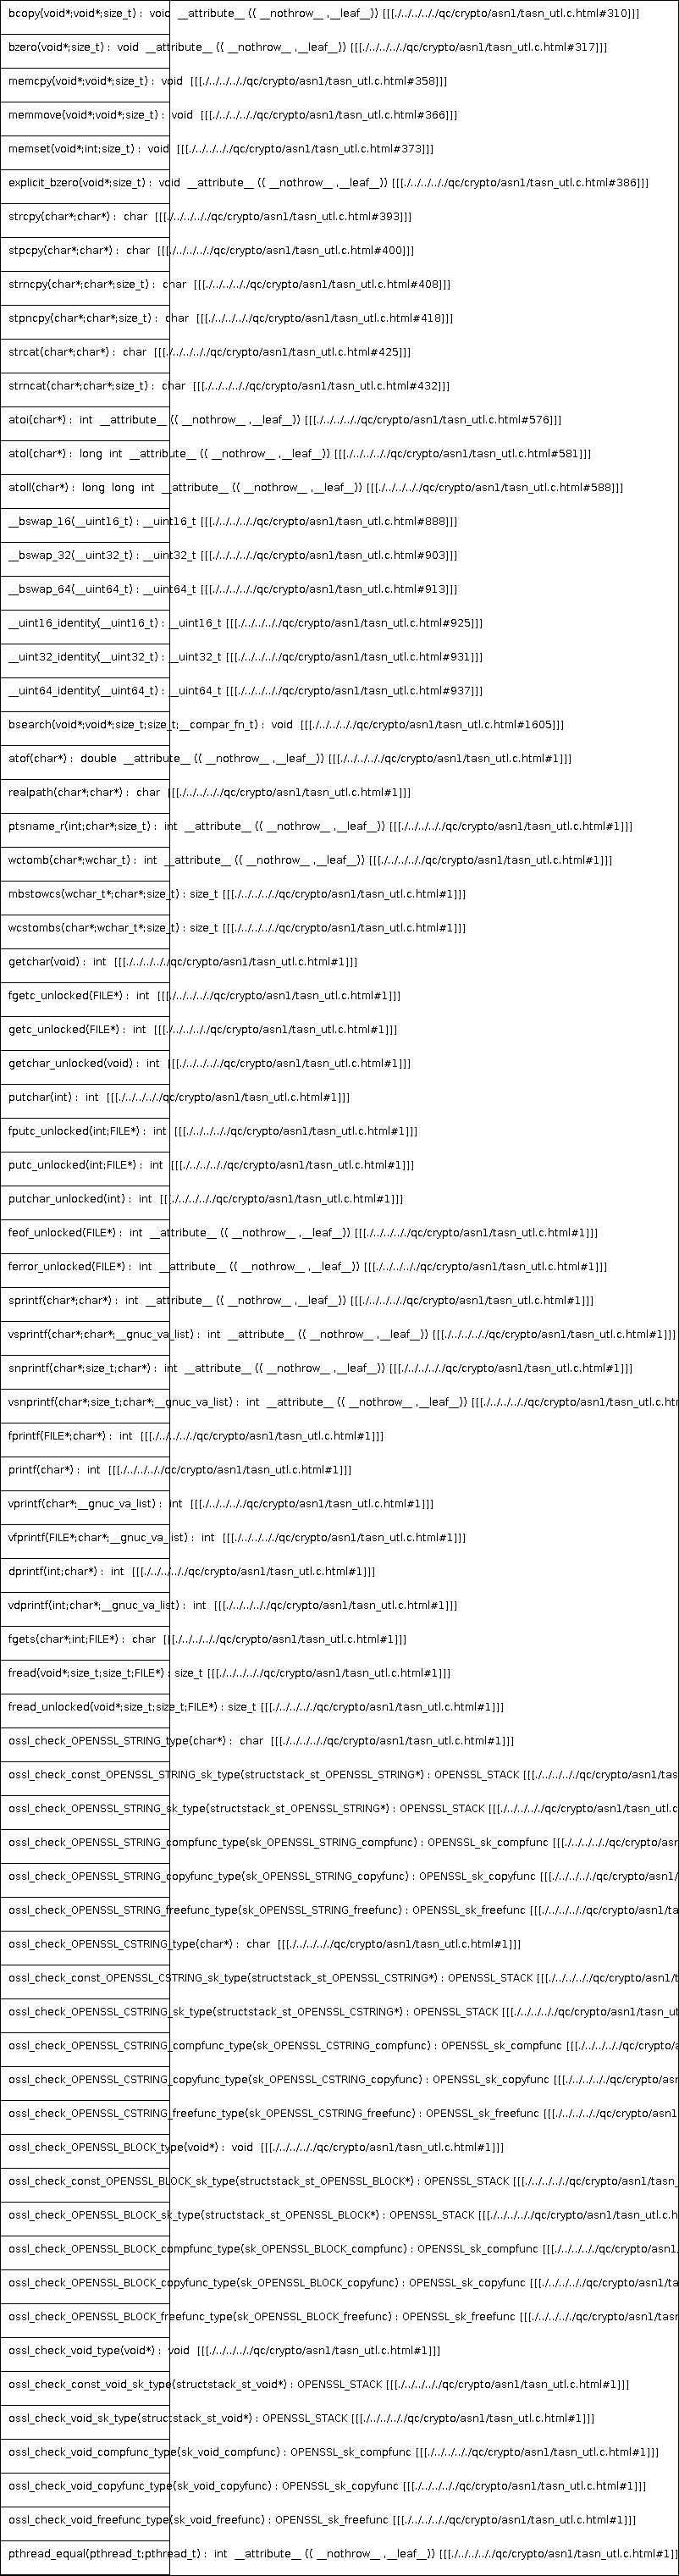 bcopy(void*;void*;size_t) :  void  __attribute__ (( __nothrow__ ,__leaf__)) [[[./../../../qc/crypto/asn1/tasn_utl.c.html#310]]]
bzero(void*;size_t) :  void  __attribute__ (( __nothrow__ ,__leaf__)) [[[./../../../qc/crypto/asn1/tasn_utl.c.html#317]]]
memcpy(void*;void*;size_t) :  void  [[[./../../../qc/crypto/asn1/tasn_utl.c.html#358]]]
memmove(void*;void*;size_t) :  void  [[[./../../../qc/crypto/asn1/tasn_utl.c.html#366]]]
memset(void*;int;size_t) :  void  [[[./../../../qc/crypto/asn1/tasn_utl.c.html#373]]]
explicit_bzero(void*;size_t) :  void  __attribute__ (( __nothrow__ ,__leaf__)) [[[./../../../qc/crypto/asn1/tasn_utl.c.html#386]]]
strcpy(char*;char*) :  char  [[[./../../../qc/crypto/asn1/tasn_utl.c.html#393]]]
stpcpy(char*;char*) :  char  [[[./../../../qc/crypto/asn1/tasn_utl.c.html#400]]]
strncpy(char*;char*;size_t) :  char  [[[./../../../qc/crypto/asn1/tasn_utl.c.html#408]]]
stpncpy(char*;char*;size_t) :  char  [[[./../../../qc/crypto/asn1/tasn_utl.c.html#418]]]
strcat(char*;char*) :  char  [[[./../../../qc/crypto/asn1/tasn_utl.c.html#425]]]
strncat(char*;char*;size_t) :  char  [[[./../../../qc/crypto/asn1/tasn_utl.c.html#432]]]
atoi(char*) :  int  __attribute__ (( __nothrow__ ,__leaf__)) [[[./../../../qc/crypto/asn1/tasn_utl.c.html#576]]]
atol(char*) :  long  int  __attribute__ (( __nothrow__ ,__leaf__)) [[[./../../../qc/crypto/asn1/tasn_utl.c.html#581]]]
atoll(char*) :  long  long  int  __attribute__ (( __nothrow__ ,__leaf__)) [[[./../../../qc/crypto/asn1/tasn_utl.c.html#588]]]
__bswap_16(__uint16_t) : __uint16_t [[[./../../../qc/crypto/asn1/tasn_utl.c.html#888]]]
__bswap_32(__uint32_t) : __uint32_t [[[./../../../qc/crypto/asn1/tasn_utl.c.html#903]]]
__bswap_64(__uint64_t) : __uint64_t [[[./../../../qc/crypto/asn1/tasn_utl.c.html#913]]]
__uint16_identity(__uint16_t) : __uint16_t [[[./../../../qc/crypto/asn1/tasn_utl.c.html#925]]]
__uint32_identity(__uint32_t) : __uint32_t [[[./../../../qc/crypto/asn1/tasn_utl.c.html#931]]]
__uint64_identity(__uint64_t) : __uint64_t [[[./../../../qc/crypto/asn1/tasn_utl.c.html#937]]]
bsearch(void*;void*;size_t;size_t;__compar_fn_t) :  void  [[[./../../../qc/crypto/asn1/tasn_utl.c.html#1605]]]
atof(char*) :  double  __attribute__ (( __nothrow__ ,__leaf__)) [[[./../../../qc/crypto/asn1/tasn_utl.c.html#1]]]
realpath(char*;char*) :  char  [[[./../../../qc/crypto/asn1/tasn_utl.c.html#1]]]
ptsname_r(int;char*;size_t) :  int  __attribute__ (( __nothrow__ ,__leaf__)) [[[./../../../qc/crypto/asn1/tasn_utl.c.html#1]]]
wctomb(char*;wchar_t) :  int  __attribute__ (( __nothrow__ ,__leaf__)) [[[./../../../qc/crypto/asn1/tasn_utl.c.html#1]]]
mbstowcs(wchar_t*;char*;size_t) : size_t [[[./../../../qc/crypto/asn1/tasn_utl.c.html#1]]]
wcstombs(char*;wchar_t*;size_t) : size_t [[[./../../../qc/crypto/asn1/tasn_utl.c.html#1]]]
getchar(void) :  int  [[[./../../../qc/crypto/asn1/tasn_utl.c.html#1]]]
fgetc_unlocked(FILE*) :  int  [[[./../../../qc/crypto/asn1/tasn_utl.c.html#1]]]
getc_unlocked(FILE*) :  int  [[[./../../../qc/crypto/asn1/tasn_utl.c.html#1]]]
getchar_unlocked(void) :  int  [[[./../../../qc/crypto/asn1/tasn_utl.c.html#1]]]
putchar(int) :  int  [[[./../../../qc/crypto/asn1/tasn_utl.c.html#1]]]
fputc_unlocked(int;FILE*) :  int  [[[./../../../qc/crypto/asn1/tasn_utl.c.html#1]]]
putc_unlocked(int;FILE*) :  int  [[[./../../../qc/crypto/asn1/tasn_utl.c.html#1]]]
putchar_unlocked(int) :  int  [[[./../../../qc/crypto/asn1/tasn_utl.c.html#1]]]
feof_unlocked(FILE*) :  int  __attribute__ (( __nothrow__ ,__leaf__)) [[[./../../../qc/crypto/asn1/tasn_utl.c.html#1]]]
ferror_unlocked(FILE*) :  int  __attribute__ (( __nothrow__ ,__leaf__)) [[[./../../../qc/crypto/asn1/tasn_utl.c.html#1]]]
sprintf(char*;char*) :  int  __attribute__ (( __nothrow__ ,__leaf__)) [[[./../../../qc/crypto/asn1/tasn_utl.c.html#1]]]
vsprintf(char*;char*;__gnuc_va_list) :  int  __attribute__ (( __nothrow__ ,__leaf__)) [[[./../../../qc/crypto/asn1/tasn_utl.c.html#1]]]
snprintf(char*;size_t;char*) :  int  __attribute__ (( __nothrow__ ,__leaf__)) [[[./../../../qc/crypto/asn1/tasn_utl.c.html#1]]]
vsnprintf(char*;size_t;char*;__gnuc_va_list) :  int  __attribute__ (( __nothrow__ ,__leaf__)) [[[./../../../qc/crypto/asn1/tasn_utl.c.htm
fprintf(FILE*;char*) :  int  [[[./../../../qc/crypto/asn1/tasn_utl.c.html#1]]]
printf(char*) :  int  [[[./../../../qc/crypto/asn1/tasn_utl.c.html#1]]]
vprintf(char*;__gnuc_va_list) :  int  [[[./../../../qc/crypto/asn1/tasn_utl.c.html#1]]]
vfprintf(FILE*;char*;__gnuc_va_list) :  int  [[[./../../../qc/crypto/asn1/tasn_utl.c.html#1]]]
dprintf(int;char*) :  int  [[[./../../../qc/crypto/asn1/tasn_utl.c.html#1]]]
vdprintf(int;char*;__gnuc_va_list) :  int  [[[./../../../qc/crypto/asn1/tasn_utl.c.html#1]]]
fgets(char*;int;FILE*) :  char  [[[./../../../qc/crypto/asn1/tasn_utl.c.html#1]]]
fread(void*;size_t;size_t;FILE*) : size_t [[[./../../../qc/crypto/asn1/tasn_utl.c.html#1]]]
fread_unlocked(void*;size_t;size_t;FILE*) : size_t [[[./../../../qc/crypto/asn1/tasn_utl.c.html#1]]]
ossl_check_OPENSSL_STRING_type(char*) :  char  [[[./../../../qc/crypto/asn1/tasn_utl.c.html#1]]]
ossl_check_const_OPENSSL_STRING_sk_type(structstack_st_OPENSSL_STRING*) : OPENSSL_STACK [[[./../../../qc/crypto/asn1/tas
ossl_check_OPENSSL_STRING_sk_type(structstack_st_OPENSSL_STRING*) : OPENSSL_STACK [[[./../../../qc/crypto/asn1/tasn_utl.c
ossl_check_OPENSSL_STRING_compfunc_type(sk_OPENSSL_STRING_compfunc) : OPENSSL_sk_compfunc [[[./../../../qc/crypto/asn
ossl_check_OPENSSL_STRING_copyfunc_type(sk_OPENSSL_STRING_copyfunc) : OPENSSL_sk_copyfunc [[[./../../../qc/crypto/asn1/
ossl_check_OPENSSL_STRING_freefunc_type(sk_OPENSSL_STRING_freefunc) : OPENSSL_sk_freefunc [[[./../../../qc/crypto/asn1/ta
ossl_check_OPENSSL_CSTRING_type(char*) :  char  [[[./../../../qc/crypto/asn1/tasn_utl.c.html#1]]]
ossl_check_const_OPENSSL_CSTRING_sk_type(structstack_st_OPENSSL_CSTRING*) : OPENSSL_STACK [[[./../../../qc/crypto/asn1/t
ossl_check_OPENSSL_CSTRING_sk_type(structstack_st_OPENSSL_CSTRING*) : OPENSSL_STACK [[[./../../../qc/crypto/asn1/tasn_ut
ossl_check_OPENSSL_CSTRING_compfunc_type(sk_OPENSSL_CSTRING_compfunc) : OPENSSL_sk_compfunc [[[./../../../qc/crypto/a
ossl_check_OPENSSL_CSTRING_copyfunc_type(sk_OPENSSL_CSTRING_copyfunc) : OPENSSL_sk_copyfunc [[[./../../../qc/crypto/asn
ossl_check_OPENSSL_CSTRING_freefunc_type(sk_OPENSSL_CSTRING_freefunc) : OPENSSL_sk_freefunc [[[./../../../qc/crypto/asn1
ossl_check_OPENSSL_BLOCK_type(void*) :  void  [[[./../../../qc/crypto/asn1/tasn_utl.c.html#1]]]
ossl_check_const_OPENSSL_BLOCK_sk_type(structstack_st_OPENSSL_BLOCK*) : OPENSSL_STACK [[[./../../../qc/crypto/asn1/tasn_
ossl_check_OPENSSL_BLOCK_sk_type(structstack_st_OPENSSL_BLOCK*) : OPENSSL_STACK [[[./../../../qc/crypto/asn1/tasn_utl.c.h
ossl_check_OPENSSL_BLOCK_compfunc_type(sk_OPENSSL_BLOCK_compfunc) : OPENSSL_sk_compfunc [[[./../../../qc/crypto/asn1,
ossl_check_OPENSSL_BLOCK_copyfunc_type(sk_OPENSSL_BLOCK_copyfunc) : OPENSSL_sk_copyfunc [[[./../../../qc/crypto/asn1/ta
ossl_check_OPENSSL_BLOCK_freefunc_type(sk_OPENSSL_BLOCK_freefunc) : OPENSSL_sk_freefunc [[[./../../../qc/crypto/asn1/tasn
ossl_check_void_type(void*) :  void  [[[./../../../qc/crypto/asn1/tasn_utl.c.html#1]]]
ossl_check_const_void_sk_type(structstack_st_void*) : OPENSSL_STACK [[[./../../../qc/crypto/asn1/tasn_utl.c.html#1]]]
ossl_check_void_sk_type(structstack_st_void*) : OPENSSL_STACK [[[./../../../qc/crypto/asn1/tasn_utl.c.html#1]]]
ossl_check_void_compfunc_type(sk_void_compfunc) : OPENSSL_sk_compfunc [[[./../../../qc/crypto/asn1/tasn_utl.c.html#1]]]
ossl_check_void_copyfunc_type(sk_void_copyfunc) : OPENSSL_sk_copyfunc [[[./../../../qc/crypto/asn1/tasn_utl.c.html#1]]]
ossl_check_void_freefunc_type(sk_void_freefunc) : OPENSSL_sk_freefunc [[[./../../../qc/crypto/asn1/tasn_utl.c.html#1]]]
pthread_equal(pthread_t;pthread_t) :  int  __attribute__ (( __nothrow__ ,__leaf__)) [[[./../../../qc/crypto/asn1/tasn_utl.c.html#1]]